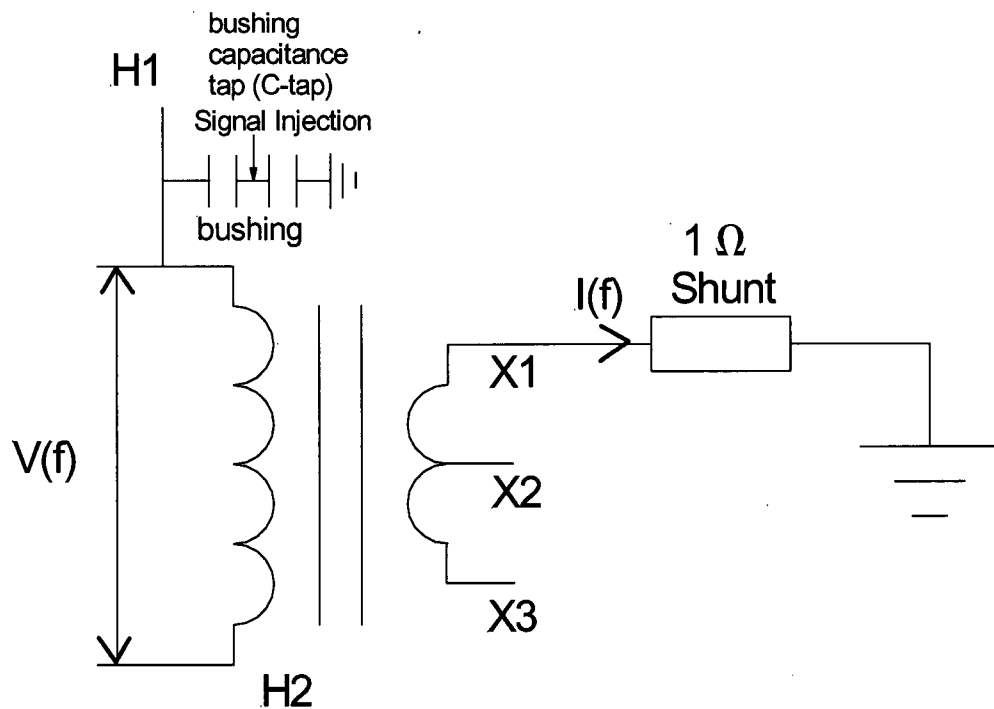 bushing
capacitance
tap (C-tap)
Signal Injection
H1
bushing
1 Ω
Shunt
I(f)
X1
V(f)
X2
X3
H2